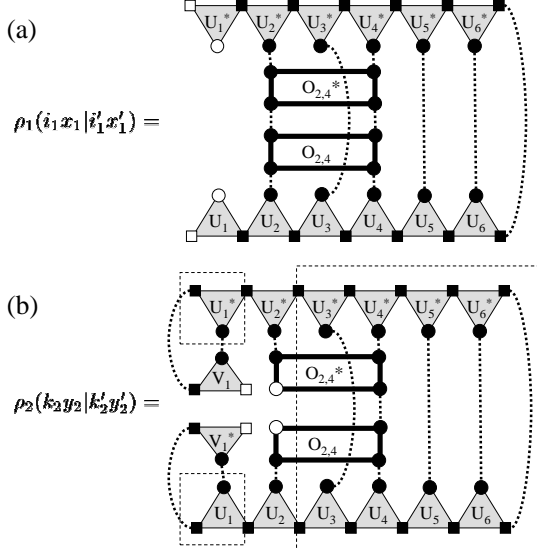 (a)
U₁* U₂* U₃* U₄* U₅* U₆*
O₂,₄*
ρ₁(i₁x₁|i′₁x′₁) =
O₂,₄
U₁ U₂ U₃ U₄ U₅ U₆
(b)
U₁* U₂* U₃* U₄* U₅* U₆*
V₁ O₂,₄*
ρ₂(k₂y₂|k′₂y′₂) =
V₁* O₂,₄
U₁ U₂ U₃ U₄ U₅ U₆